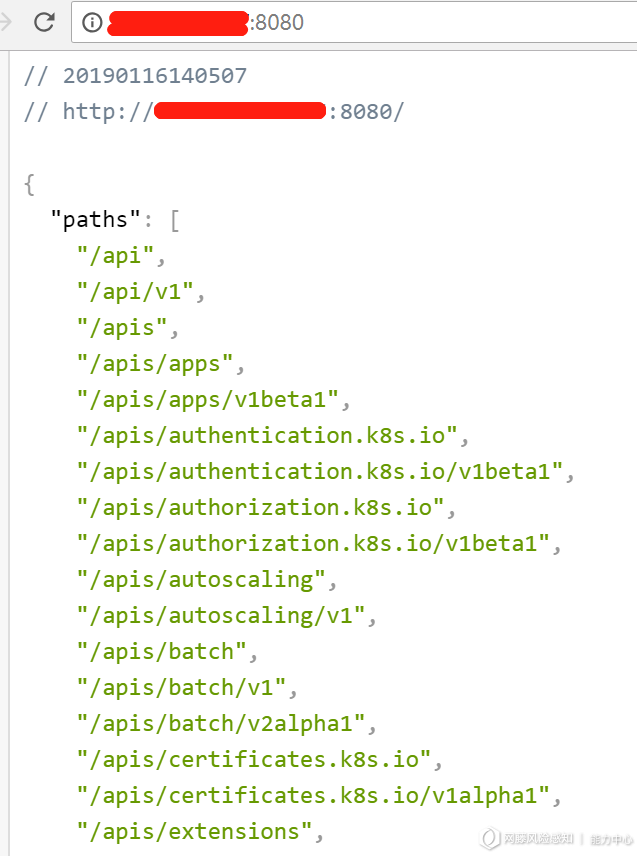 :8080
// 20190116140507
// http:// :8080/
{
"paths": [
"/api",
"/api/v1",
"/apis",
"/apis/apps",
"/apis/apps/v1beta1",
"/apis/authentication.k8s.io",
"/apis/authentication.k8s.io/v1beta1",
"/apis/authorization.k8s.io",
"/apis/authorization.k8s.io/v1beta1",
"/apis/autoscaling",
"/apis/autoscaling/v1",
"/apis/batch",
"/apis/batch/v1",
"/apis/batch/v2alpha1",
"/apis/certificates.k8s.io",
"/apis/certificates.k8s.io/v1alpha1",
"/apis/extensions",
网藤风险感知 | 能力中心